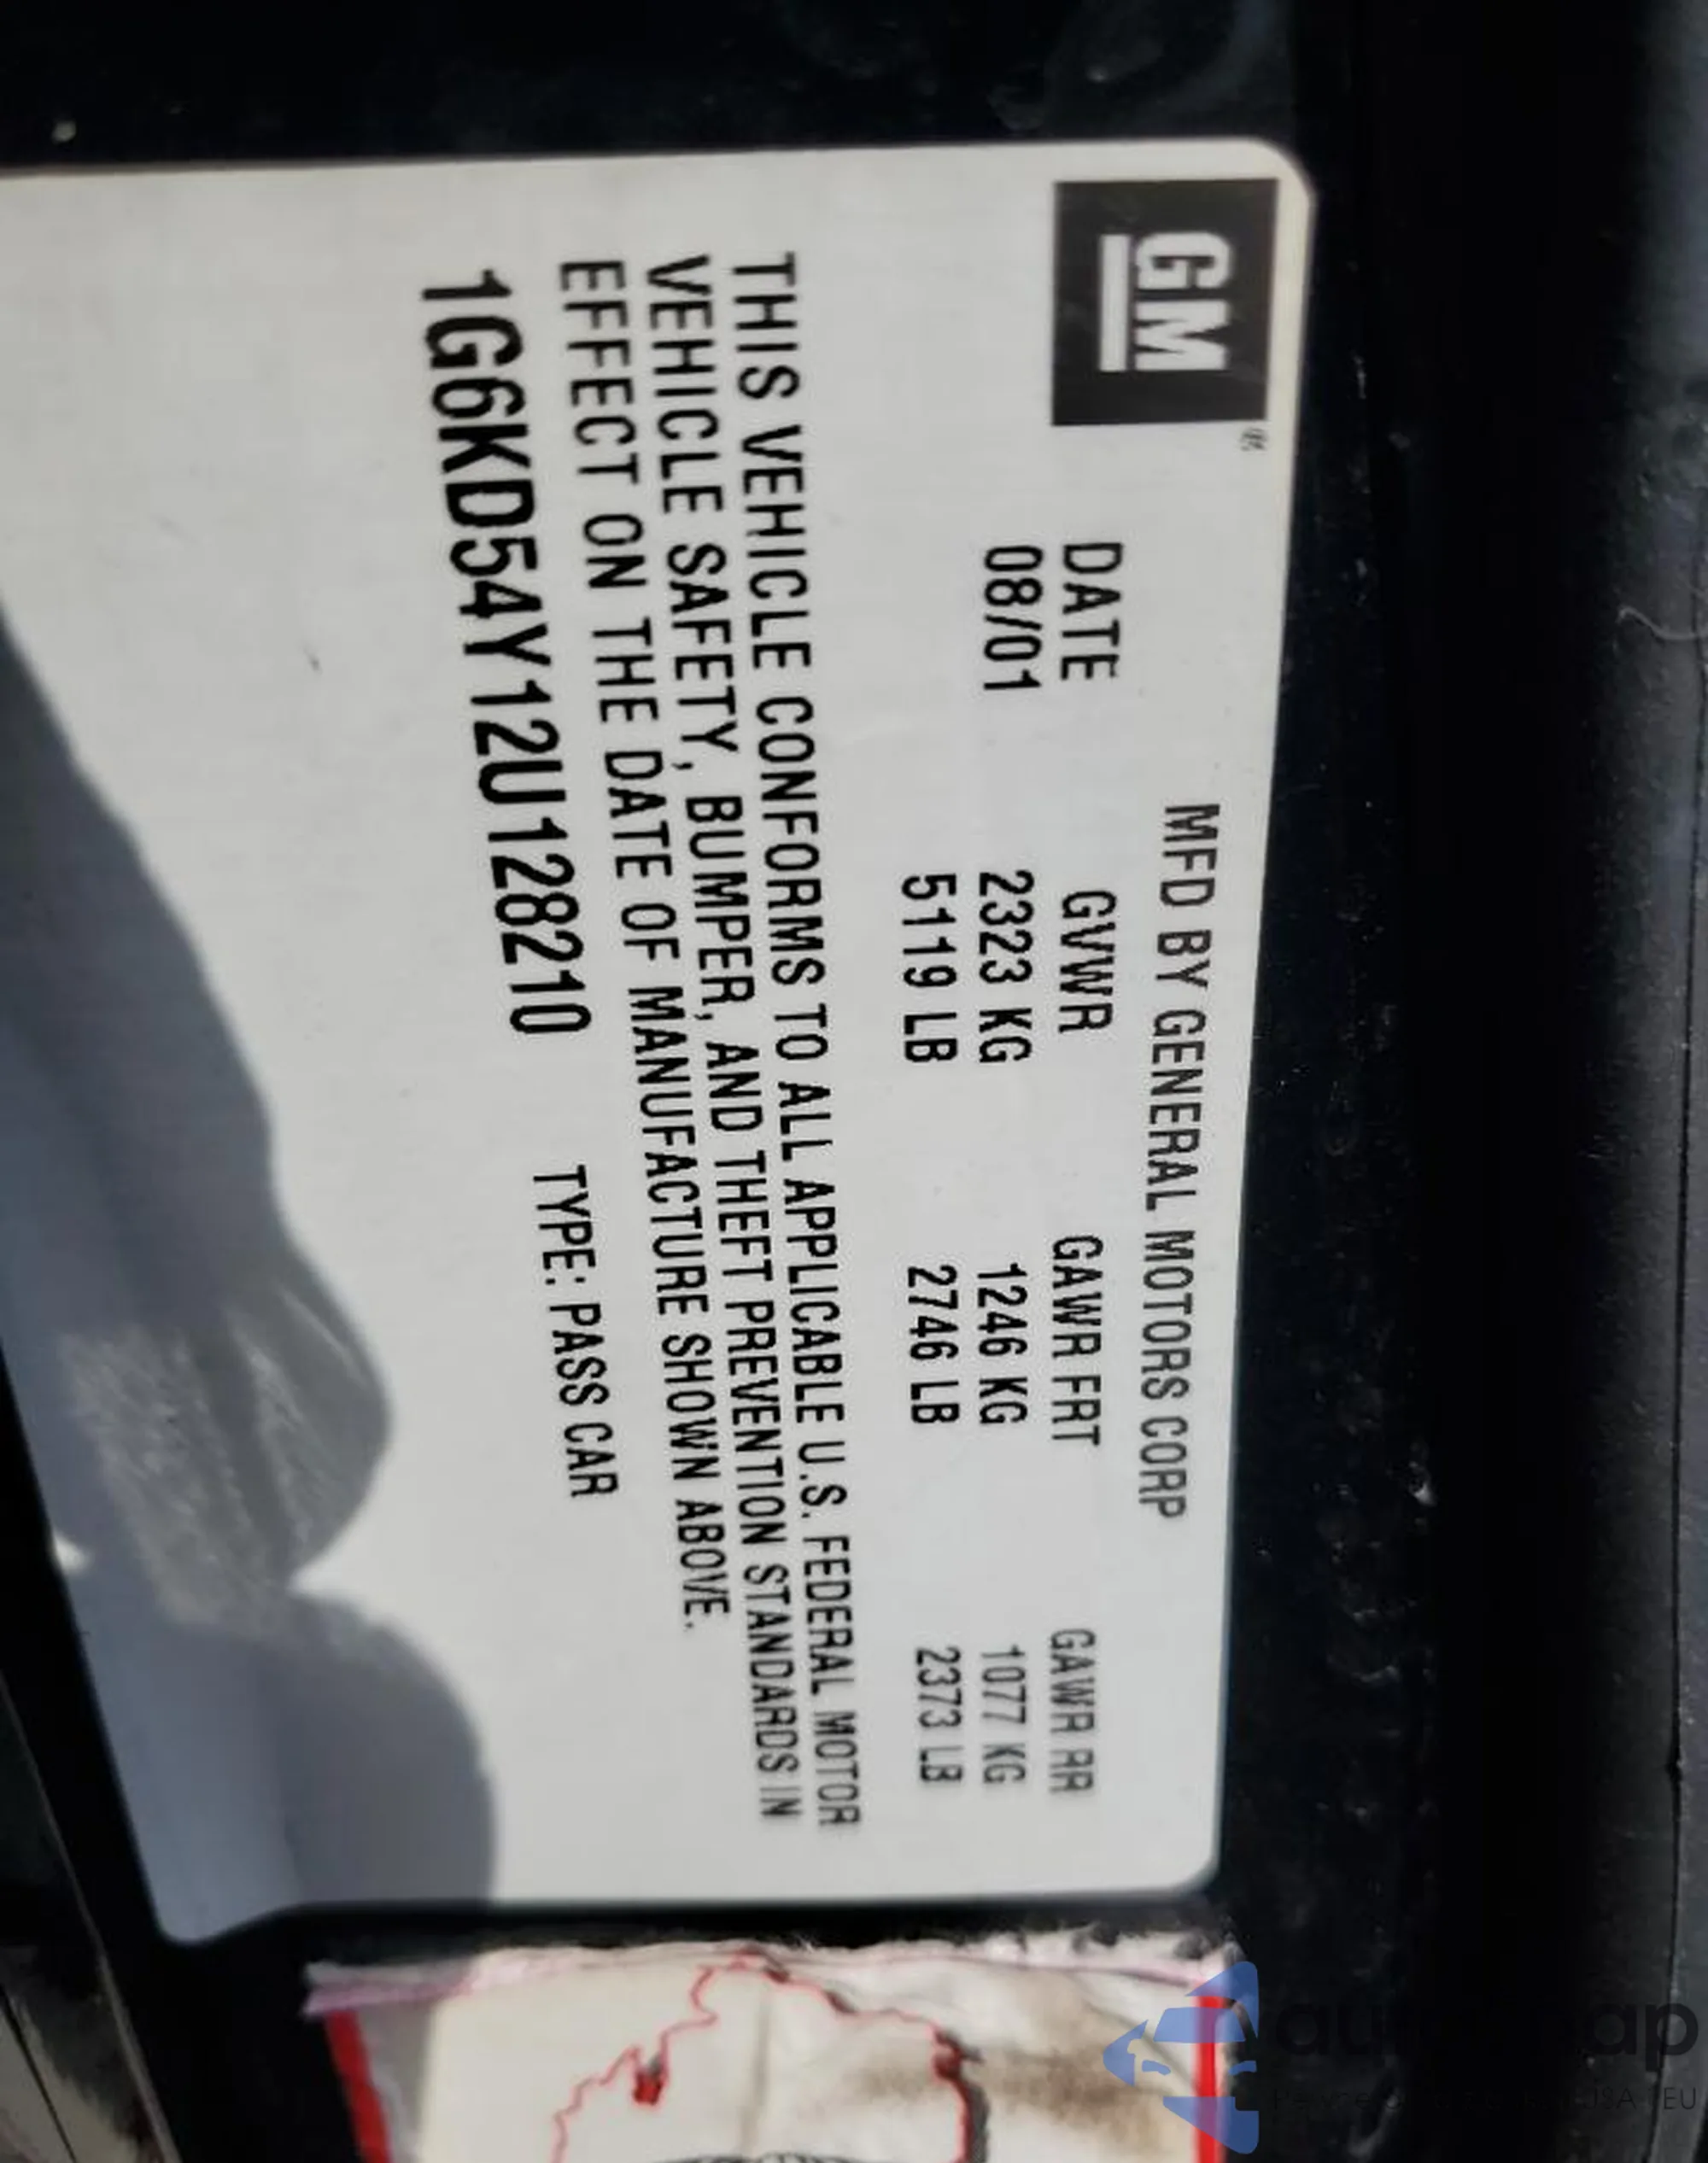 GM
MFD BY GENERAL MOTORS CORP
DATE GVWR GAWR FRT GAWR RR
08/01 2323 KG 1246 KG 1077 KG
5119 LB 2746 LB 2373 LB
THIS VEHICLE CONFORMS TO ALL APPLICABLE U.S. FEDERAL MOTOR
VEHICLE SAFETY, BUMPER, AND THEFT PREVENTION STANDARDS IN
EFFECT ON THE DATE OF MANUFACTURE SHOWN ABOVE.
1G6KD54Y12U128210 TYPE: PASS CAR